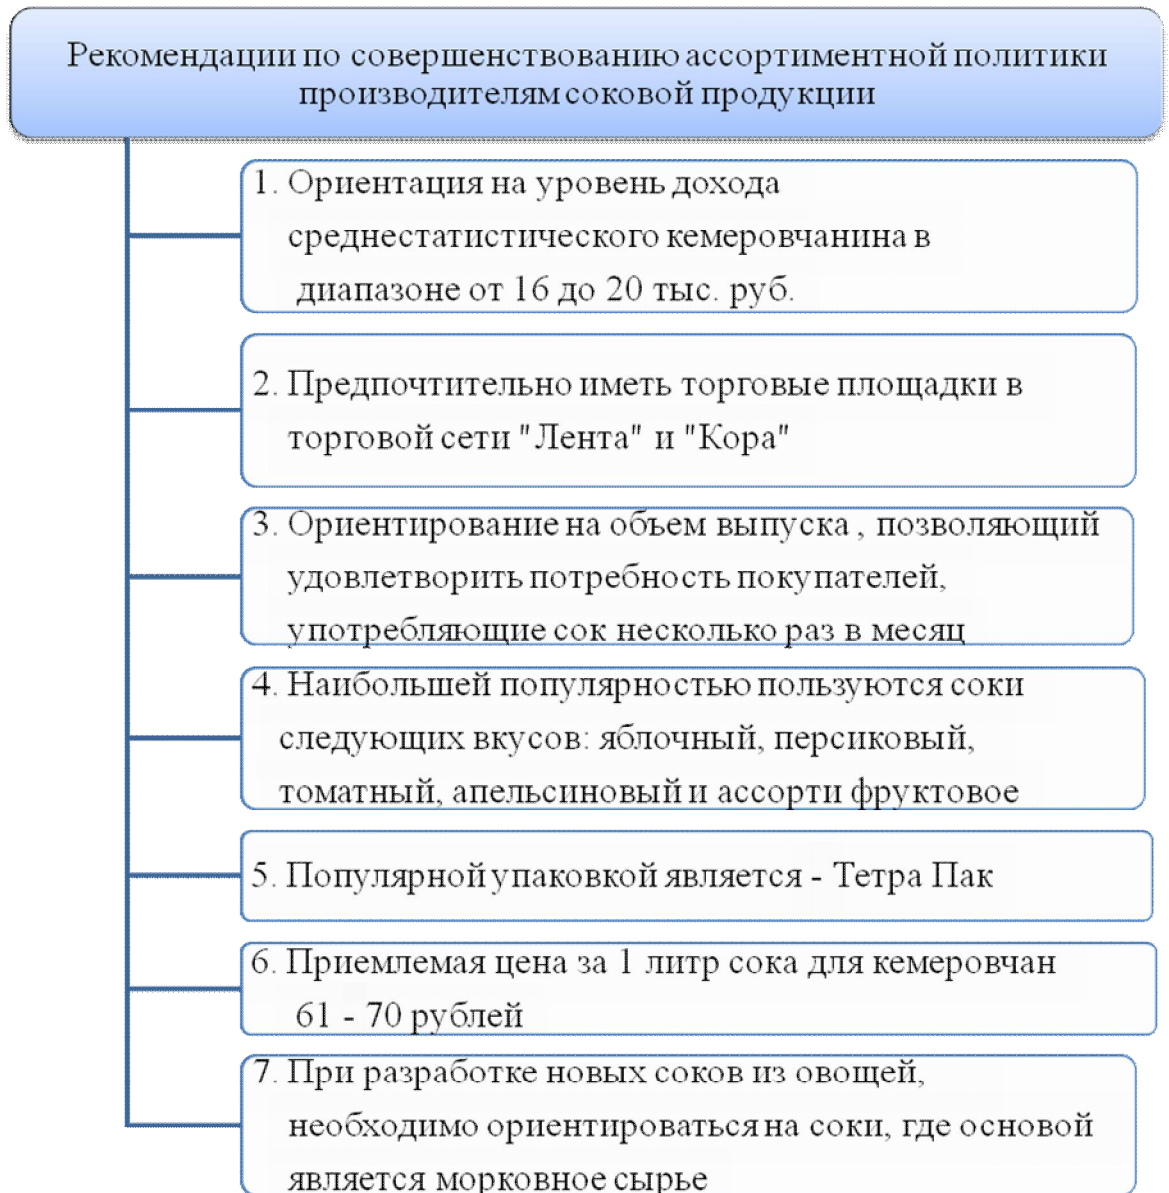 Рекомендации по совершенствованию ассортиментной политики
производителям соковой продукции
1. Ориентация на уровень дохода
среднестатистического кемеровчанина в
диапазоне от 16 до 20 тыс. руб.
2. Предпочтительно иметь торговые площадки в
торговой сети "Лента" и "Кора"
3. Ориентирование на объем выпуска , позволяющий
удовлетворить потребность покупателей,
употребляющие сок несколько раз в месяц
4. Наибольшей популярностью пользуются соки
следующих вкусов: яблочный, персиковый,
томатный, апельсиновый и ассорти фруктовое
5. Популярной упаковкой является - Тетра Пак
6. Приемлемая цена за 1 литр сока для кемеровчан
61 - 70 рублей
7. При разработке новых соков из овощей,
необходимо ориентироваться на соки, где основой
является морковное сырье